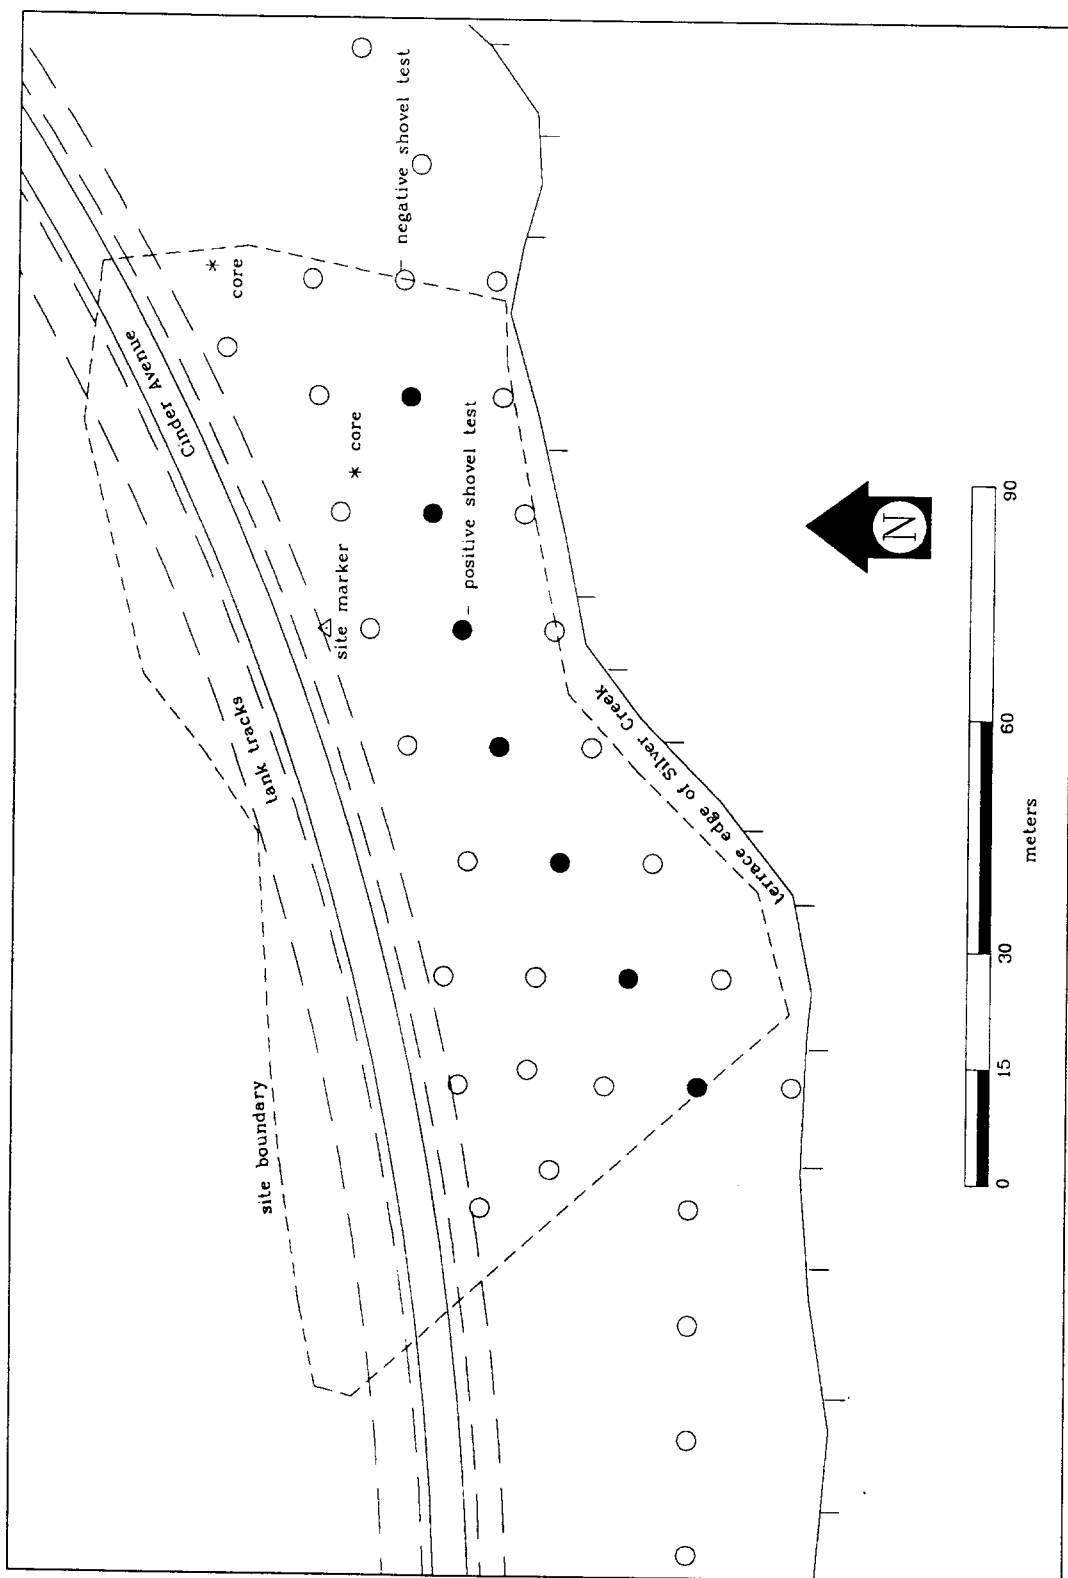 negative shovel test
core
Cinder Avenue
core
positive shovel test
site marker
tank tracks
terrace edge of Silver Creek
site boundary
N
0
15
30
60
90
meters